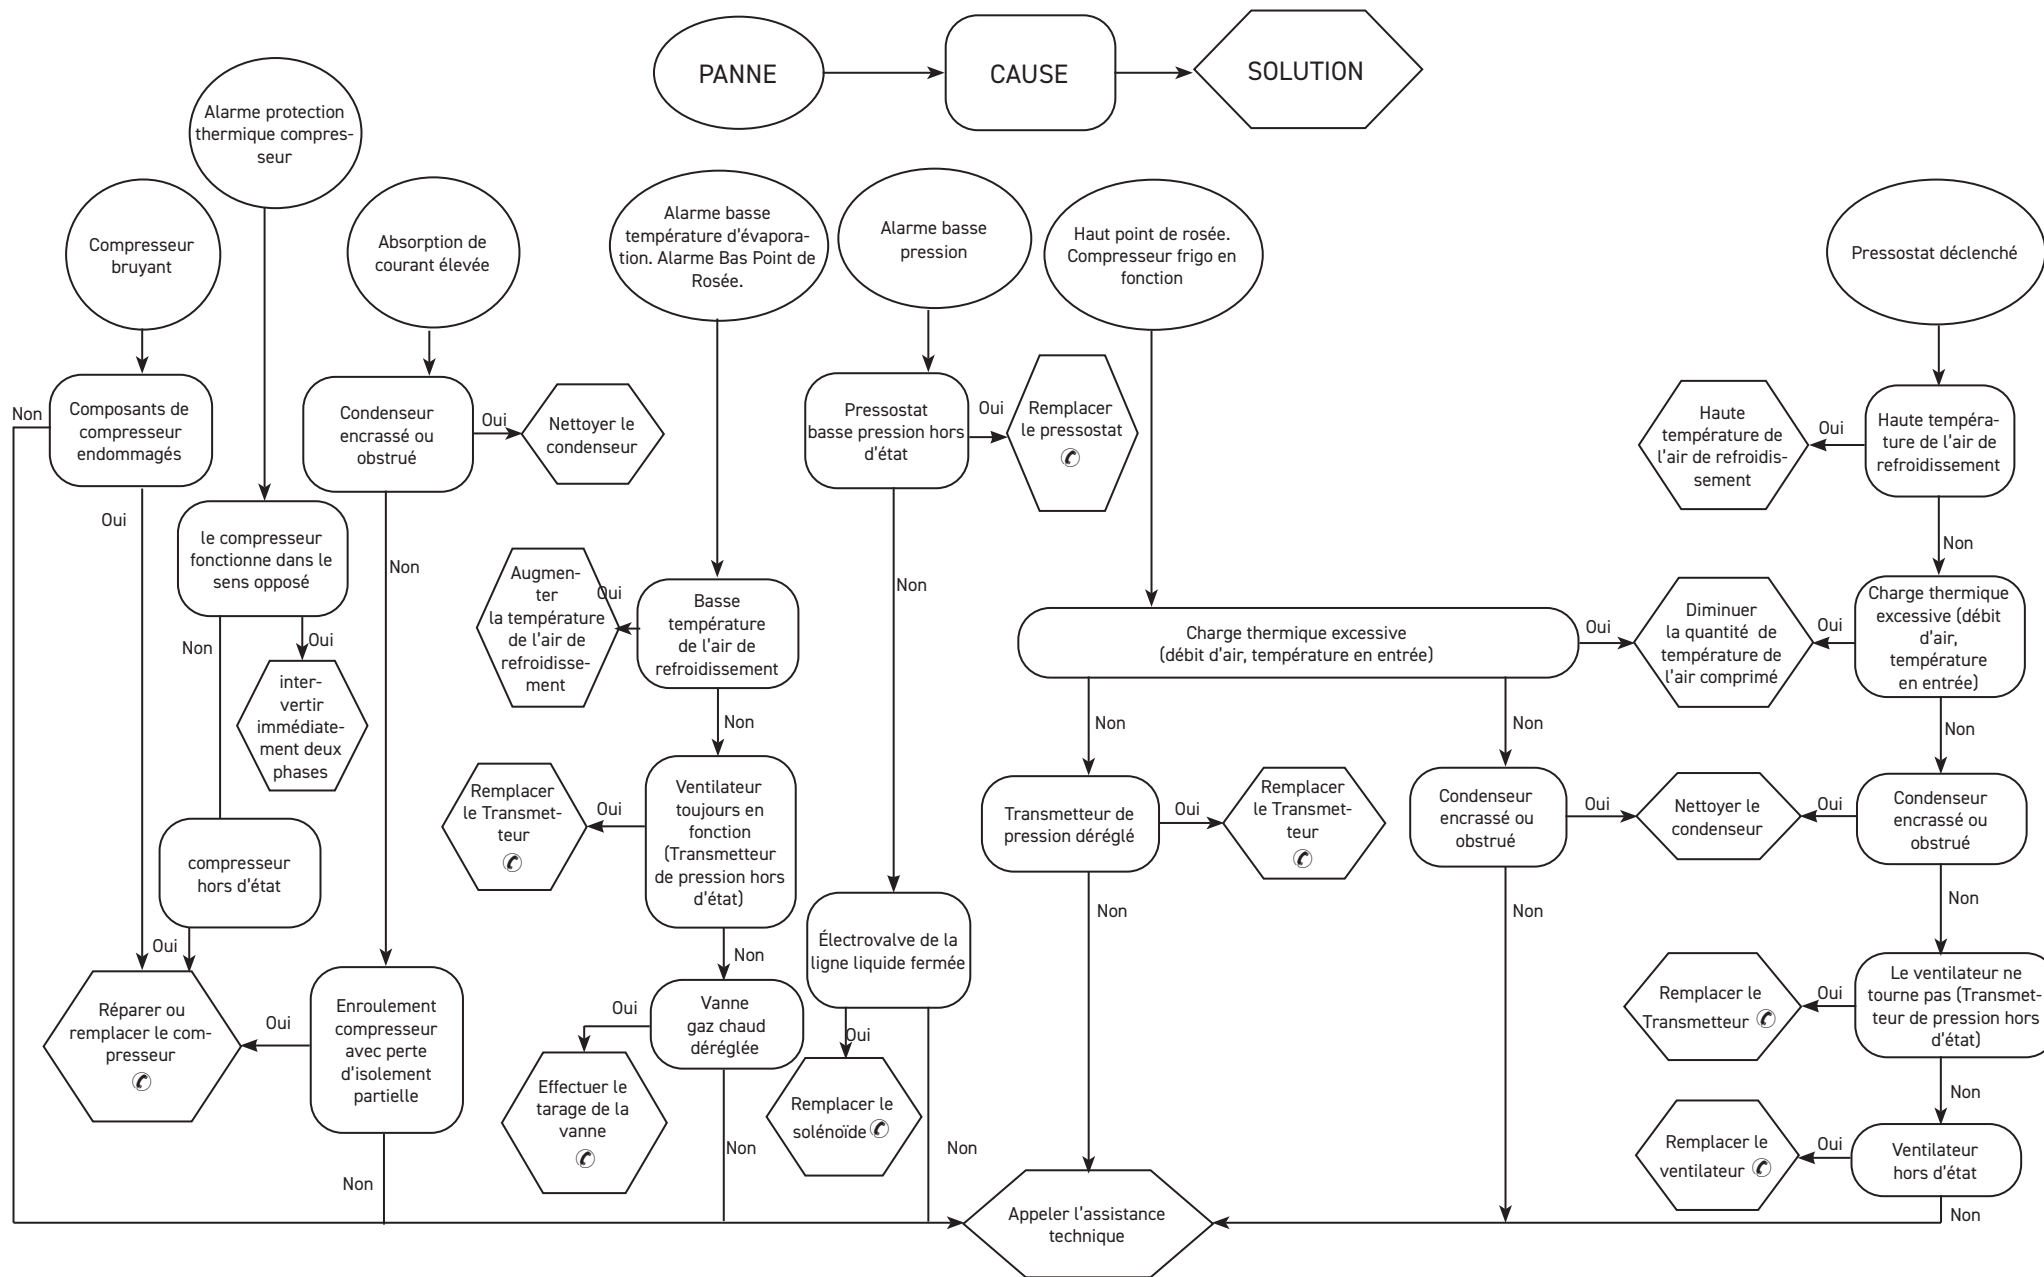 PANNE
CAUSE
SOLUTION
Alarme protection
thermique compres-
seur
Compresseur
bruyant
Absorption de
courant élevée
Alarme basse
température d'évapora-
tion. Alarme Bas Point de
Rosée.
Alarme basse
pression
Haut point de rosée.
Compresseur frigo en
fonction
Pressostat déclenché
Non
Composants de
compresseur
endommagés
Oui
Condenseur
encrassé ou
obstrué
Oui
Nettoyer le
condenseur
Non
Pressostat
basse pression hors
d'état
Oui
Remplacer
le pressostat
Non
Haute
température de
l'air de refroidis-
sement
Oui
Haute tempéra-
ture de l'air de
refroidissement
Non
le compresseur
fonctionne dans le
sens opposé
Non
Oui
inter-
vertir
immédiate-
ment deux
phases
Augmen-
ter
la température
de l'air de
refroidisse-
ment
Oui
Basse
température
de l'air de
refroidissement
Non
Charge thermique excessive
(débit d'air, température en entrée)
Oui
Diminuer
la quantité de
température de
l'air comprimé
Oui
Charge thermique
excessive (débit
d'air,
température
en entrée)
Non
Non
Non
Remplacer
le Transmet-
teur
Oui
Ventilateur
toujours en
fonction
(Transmetteur
de pression hors
d'état)
Non
Transmetteur de
pression déréglé
Oui
Remplacer
le Transmet-
teur
Non
Condenseur
encrassé ou
obstrué
Oui
Nettoyer le
condenseur
Oui
Condenseur
encrassé ou
obstrué
Non
Non
compresseur
hors d'état
Oui
Réparer ou
remplacer le com-
presseur
Oui
Enroulement
compresseur
avec perte
d'isolement
partielle
Non
Oui
Vanne
gaz chaud
déréglée
Effectuer le
tarage de la
vanne
Non
Électrovalve de la
ligne liquide fermée
Oui
Remplacer le
solénoïde
Non
Remplacer le
Transmetteur
Oui
Le ventilateur ne
tourne pas (Transmet-
teur de pression hors
d'état)
Non
Remplacer le
ventilateur
Oui
Ventilateur
hors d'état
Non
Appeler l'assistance
technique